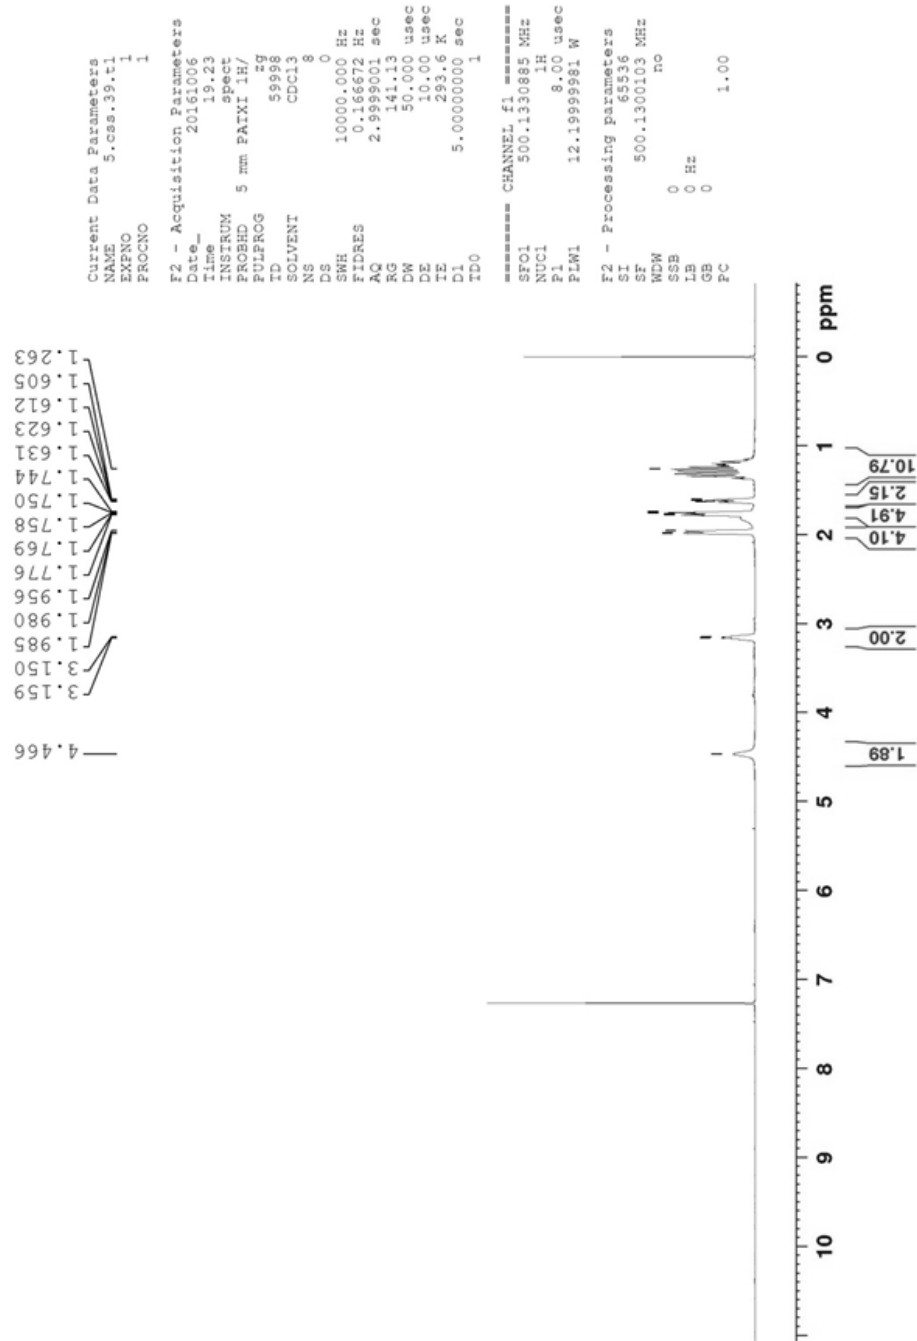 1.263
1.605
1.612
1.623
1.631
1.744
1.750
1.758
1.769
1.776
1.956
1.980
1.985
3.150
3.159
4.466
Current Data Parameters
NAME 5.css.39.t1
EXPNO 1
PROCNO 1
F2 - Acquisition Parameters
Date_ 20161006
Time 19.23
INSTRUM spect
PROBHD 5 mm PATXI 1H/
PULPROG zg
TD 59998
SOLVENT CDCl3
NS 8
DS 0
SWH 10000.000 Hz
FIDRES 0.166672 Hz
AQ 2.9999001 sec
RG 141.13
DW 50.000 usec
DE 10.00 usec
TE 293.6 K
D1 5.00000000 sec
TD0 1
======== CHANNEL f1 ========
SFO1 500.1330885 MHz
NUC1 1H
P1 8.00 usec
PLW1 12.19999981 W
F2 - Processing parameters
SI 65536
SF 500.1300103 MHz
WDW no
SSB 0
LB 0 Hz
GB 0
PC 1.00
10 9 8 7 6 5 4 3 2 1 0 ppm
1.89
2.00
4.10
4.91
2.15
10.79